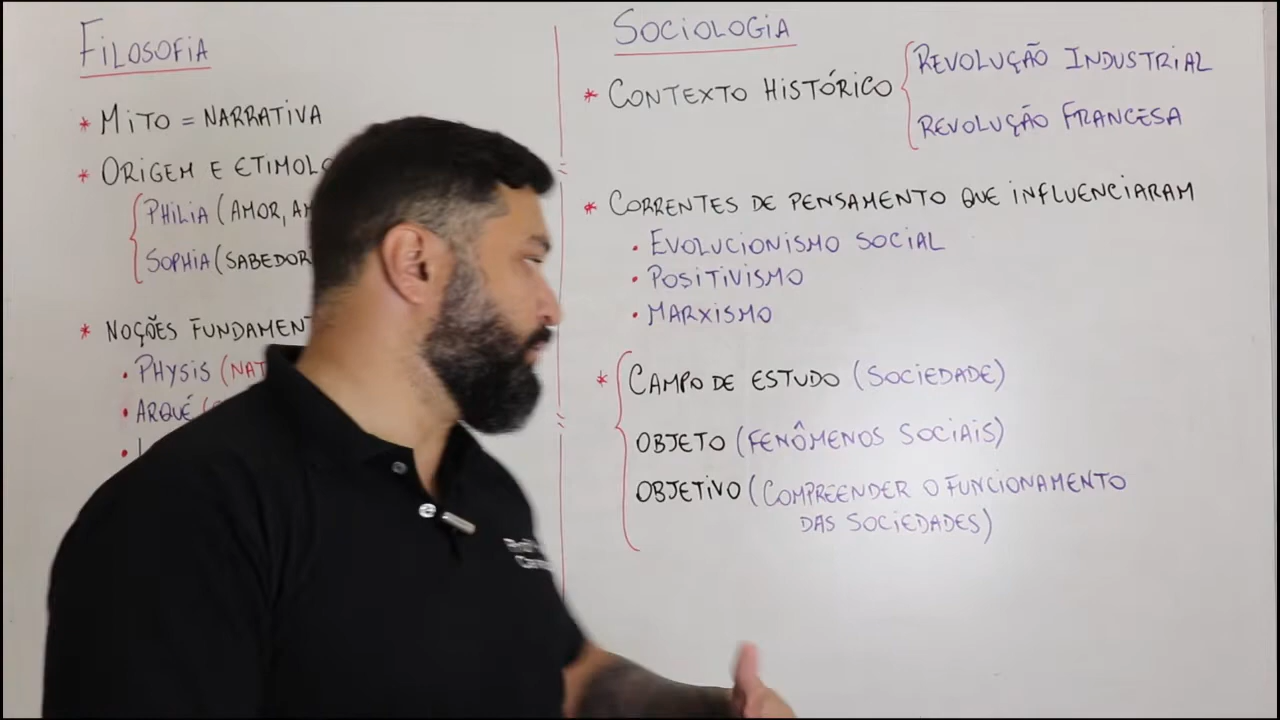 FILOSOFIA
* MITO = NARRATIVA
* ORIGEM E ETIMOLO
PHILIA (AMOR, AM
SOPHIA (SABEDOR
* NOÇÕES FUNDAMENT
• PHYSIS (NAT
• ARQUÉ (
SOCIOLOGIA
* CONTEXTO HISTÓRICO
REVOLUÇÃO INDUSTRIAL
REVOLUÇÃO FRANCESA
* CORRENTES DE PENSAMENTO QUE INFLUENCIARAM
• EVOLUCIONISMO SOCIAL
• POSITIVISMO
• MARXISMO
* CAMPO DE ESTUDO (SOCIEDADE)
OBJETO (FENÔMENOS SOCIAIS)
OBJETIVO (COMPREENDER O FUNCIONAMENTO
DAS SOCIEDADES)